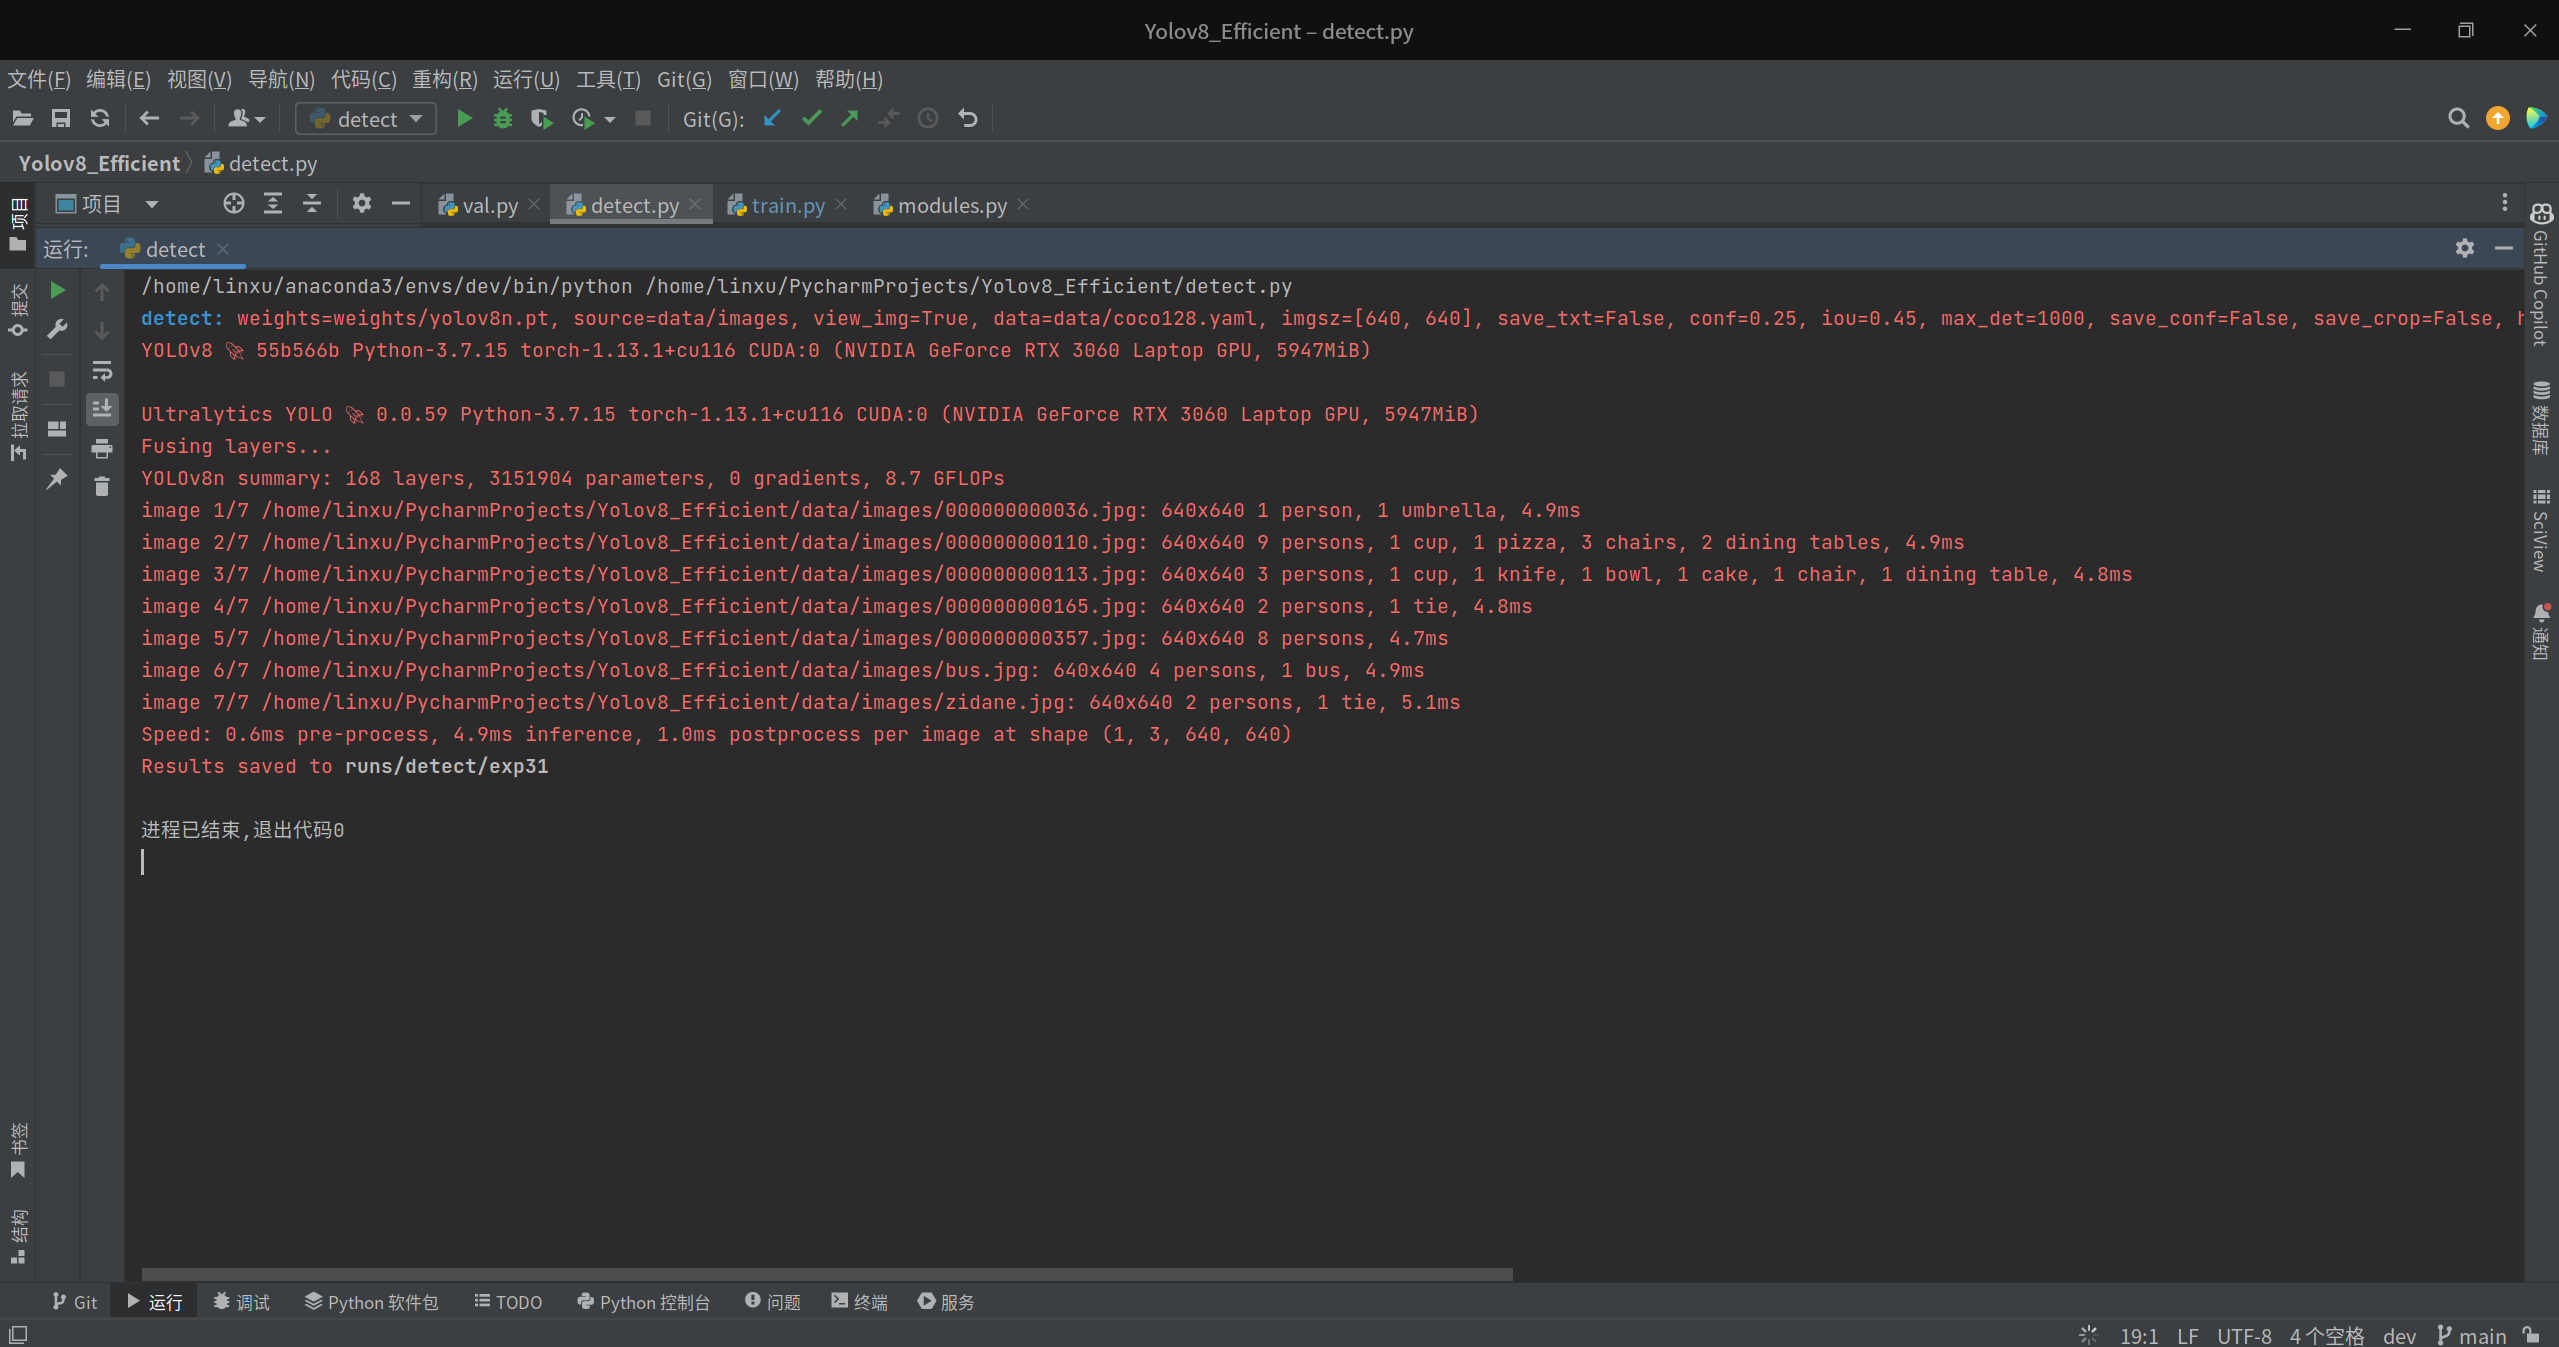 Yolov8_Efficient – detect.py
文件(F) 编辑(E) 视图(V) 导航(N) 代码(C) 重构(R) 运行(U) 工具(T) Git(G) 窗口(W) 帮助(H)
detect Git(G):
Yolov8_Efficient detect.py
项目 val.py detect.py train.py modules.py
运行: detect
/home/linxu/anaconda3/envs/dev/bin/python /home/linxu/PycharmProjects/Yolov8_Efficient/detect.py
detect: weights=weights/yolov8n.pt, source=data/images, view_img=True, data=data/coco128.yaml, imgsz=[640, 640], save_txt=False, conf=0.25, iou=0.45, max_det=1000, save_conf=False, save_crop=False,
YOLOv8 🚀 55b566b Python-3.7.15 torch-1.13.1+cu116 CUDA:0 (NVIDIA GeForce RTX 3060 Laptop GPU, 5947MiB)
Ultralytics YOLO 🚀 0.0.59 Python-3.7.15 torch-1.13.1+cu116 CUDA:0 (NVIDIA GeForce RTX 3060 Laptop GPU, 5947MiB)
Fusing layers...
YOLOv8n summary: 168 layers, 3151904 parameters, 0 gradients, 8.7 GFLOPs
image 1/7 /home/linxu/PycharmProjects/Yolov8_Efficient/data/images/000000000036.jpg: 640x640 1 person, 1 umbrella, 4.9ms
image 2/7 /home/linxu/PycharmProjects/Yolov8_Efficient/data/images/000000000110.jpg: 640x640 9 persons, 1 cup, 1 pizza, 3 chairs, 2 dining tables, 4.9ms
image 3/7 /home/linxu/PycharmProjects/Yolov8_Efficient/data/images/000000000113.jpg: 640x640 3 persons, 1 cup, 1 knife, 1 bowl, 1 cake, 1 chair, 1 dining table, 4.8ms
image 4/7 /home/linxu/PycharmProjects/Yolov8_Efficient/data/images/000000000165.jpg: 640x640 2 persons, 1 tie, 4.8ms
image 5/7 /home/linxu/PycharmProjects/Yolov8_Efficient/data/images/000000000357.jpg: 640x640 8 persons, 4.7ms
image 6/7 /home/linxu/PycharmProjects/Yolov8_Efficient/data/images/bus.jpg: 640x640 4 persons, 1 bus, 4.9ms
image 7/7 /home/linxu/PycharmProjects/Yolov8_Efficient/data/images/zidane.jpg: 640x640 2 persons, 1 tie, 5.1ms
Speed: 0.6ms pre-process, 4.9ms inference, 1.0ms postprocess per image at shape (1, 3, 640, 640)
Results saved to runs/detect/exp31
进程已结束,退出代码0
项目
提交
拉取请求
书签
结构
GitHub Copilot
数据库
SciView
通知
Git 运行 调试 Python 软件包 TODO Python 控制台 问题 终端 服务
19:1 LF UTF-8 4 个空格 dev main